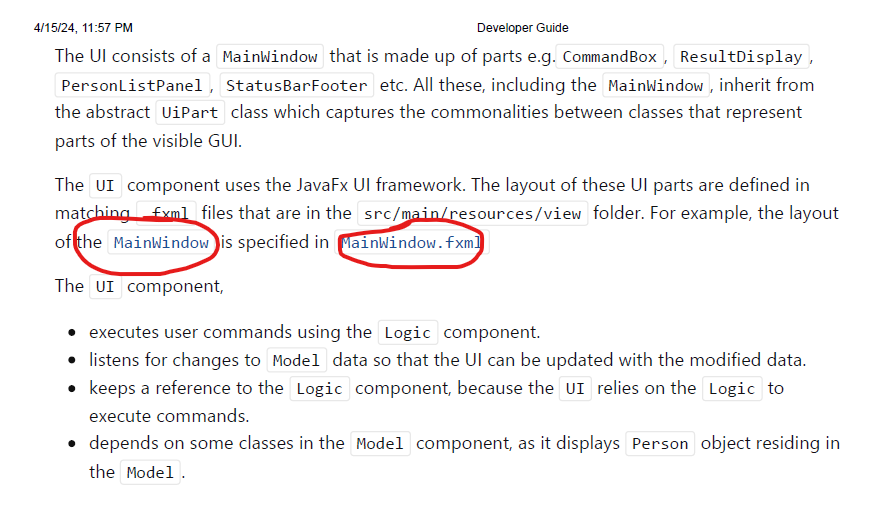 4/15/24, 11:57 PM
Developer Guide
The UI consists of a MainWindow that is made up of parts e.g. CommandBox, ResultDisplay,
PersonListPanel, StatusBarFooter etc. All these, including the MainWindow, inherit from
the abstract UiPart class which captures the commonalities between classes that represent
parts of the visible GUI.
The UI component uses the JavaFx UI framework. The layout of these UI parts are defined in
matching .fxml files that are in the src/main/resources/view folder. For example, the layout
of the MainWindow is specified in MainWindow.fxml
The UI component,
• executes user commands using the Logic component.
• listens for changes to Model data so that the UI can be updated with the modified data.
• keeps a reference to the Logic component, because the UI relies on the Logic to
execute commands.
• depends on some classes in the Model component, as it displays Person object residing in
the Model.